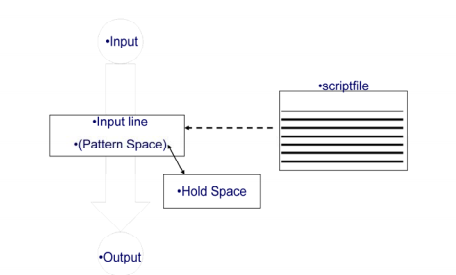 •Input
•scriptfile
•Input line
•(Pattern Space)
•Hold Space
•Output